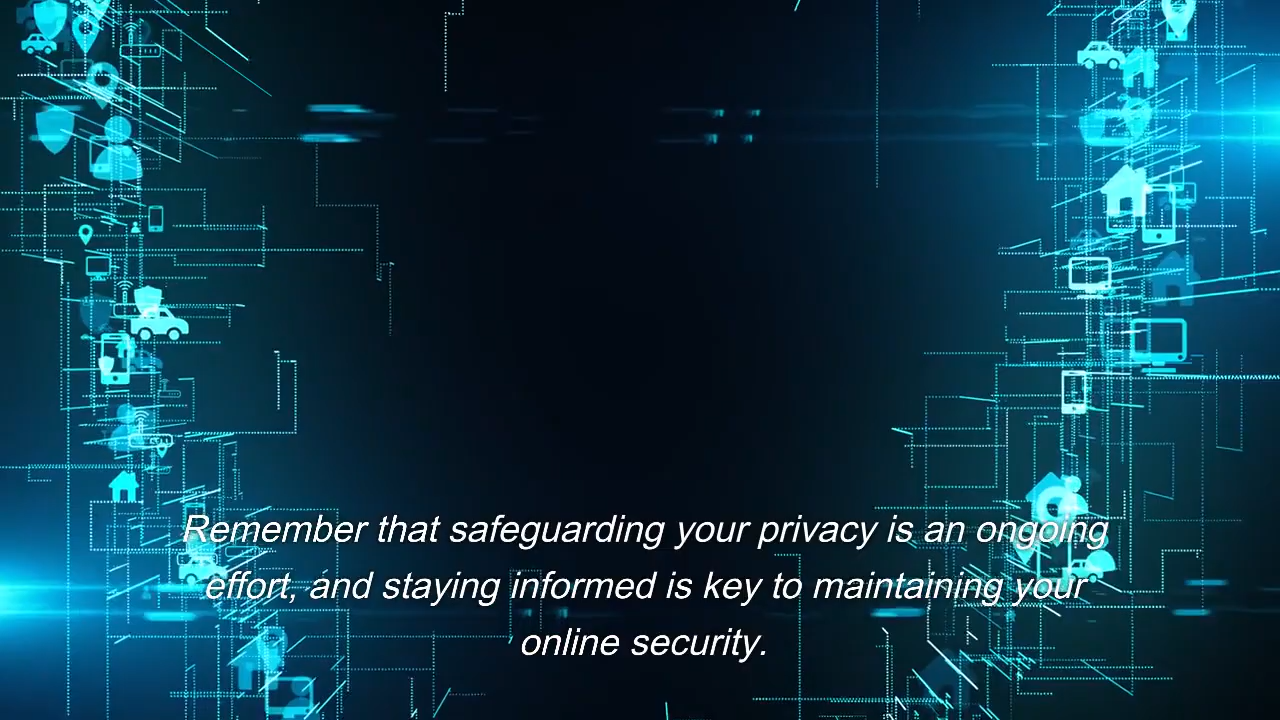 Remember that safeguarding your privacy is an ongoing
effort, and staying informed is key to maintaining your
online security.